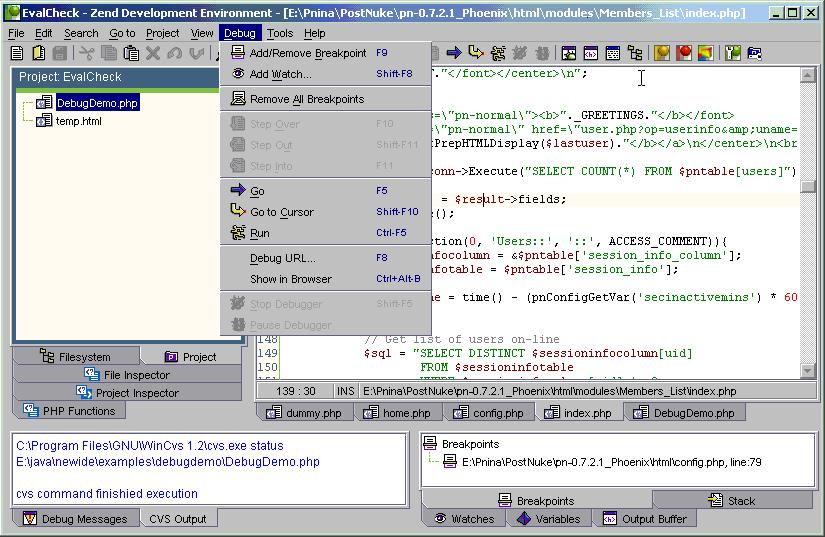 EvalCheck - Zend Development Environment - [E:\Pnina\PostNuke\pn-0.7.2.1_Phoenix\html\modules\Members_List\index.php]
File Edit Search Go to Project View Debug Tools Help
Project: EvalCheck
DebugDemo.php
temp.html
Add/Remove Breakpoint F9
Add Watch... Shift-F8
Remove All Breakpoints
Step Over F10
Step Out Shift-F11
Step Into F11
Go F5
Go to Cursor Shift-F10
Run Ctrl-F5
Debug URL... F8
Show in Browser Ctrl+Alt-B
Stop Debugger Shift-F5
Pause Debugger
."</font></center>\n";
=\"pn-normal\"><b>"._GREETINGS."</b></font>
\"pn-normal\" href=\"user.php?op=userinfo&amp;uname=
tPrepHTMLDisplay($lastuser)."</b></a>\n</center>\n<br
conn->Execute("SELECT COUNT(*) FROM $pntable[users]")
= $result->fields;
e();
ction(0, 'Users::', '::', ACCESS_COMMENT)){
nfocolumn = &$pntable['session_info_column'];
nfotable = $pntable['session_info'];
me = time() - (pnConfigGetVar('secinactivemins') * 60
148 // Get list of users on-line
149 $sql = "SELECT DISTINCT $sessioninfocolumn[uid]
150 FROM $sessioninfotable
139 : 30 INS E:\Pnina\PostNuke\pn-0.7.2.1_Phoenix\html\modules\Members_List\index.php
Filesystem Project
File Inspector
Project Inspector
PHP Functions
dummy.php home.php config.php index.php DebugDemo.php
C:\Program Files\GNU\WinCvs 1.2\cvs.exe status
E:\java\newide\examples\debugdemo\DebugDemo.php
cvs command finishied execution
Debug Messages CVS Output
Breakpoints
E:\Pnina\PostNuke\pn-0.7.2.1_Phoenix\html\config.php, line:79
Breakpoints Stack
Watches Variables Output Buffer